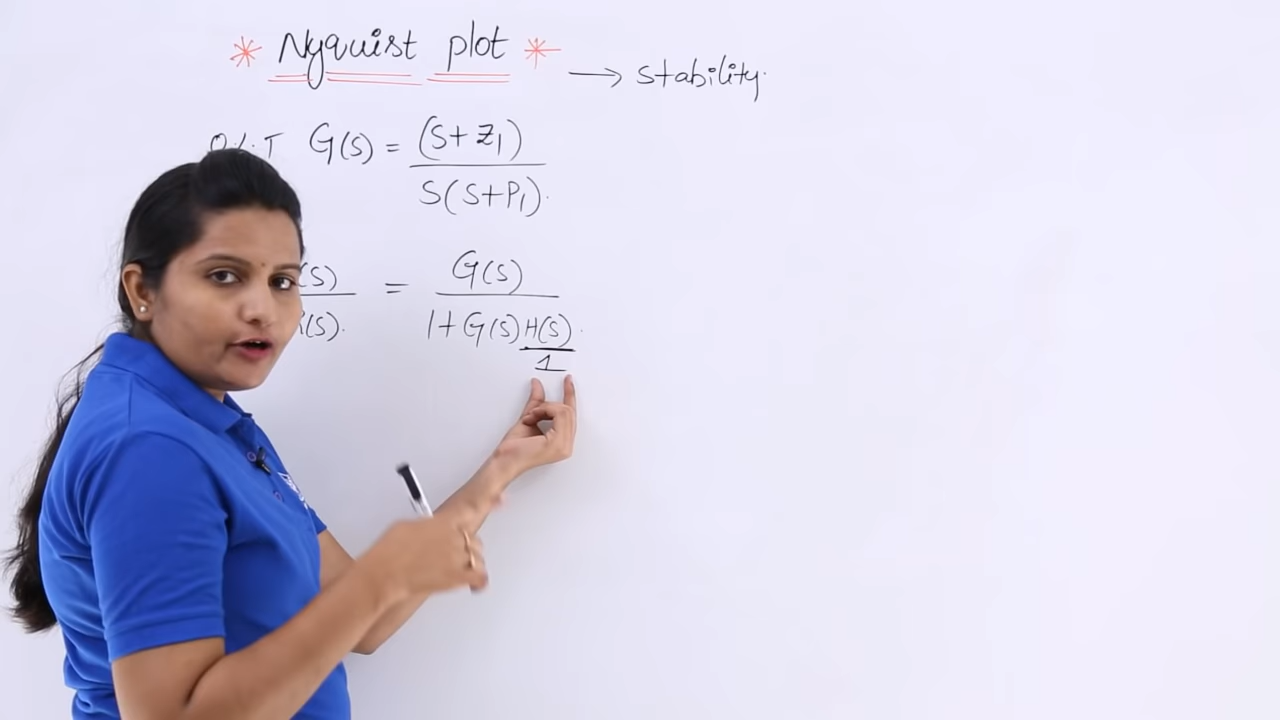 * Nyquist plot * → stability.
G(s) = (s + z₁)
s(s + p₁).
(s) = G(s)
(s). 1 + G(s) H(s).
1